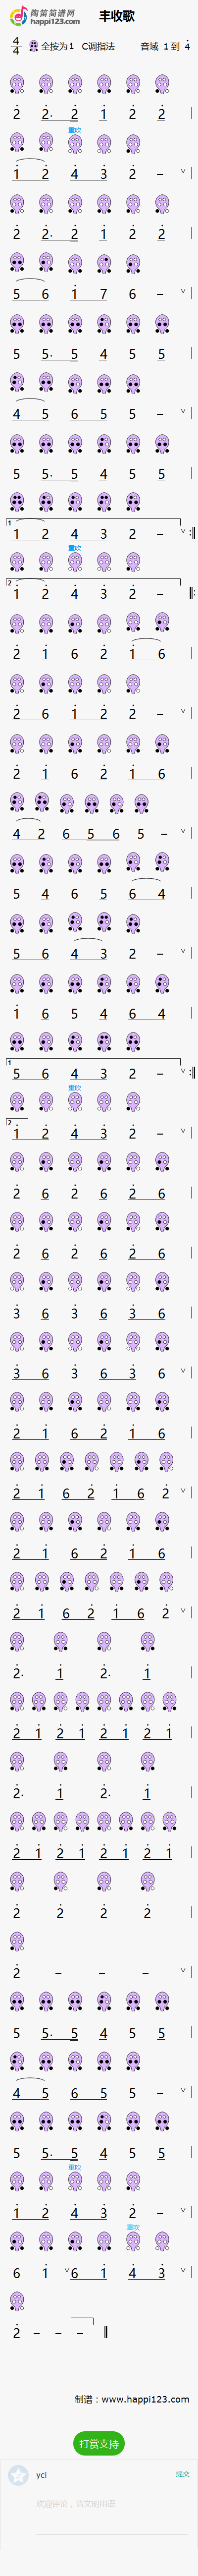 陶笛简谱网
happi123.com
丰收歌
4/4 全按为1 C调指法 音域 1 到 4̇
2̇ 2̇. 2̇ 1̇ 2̇ 2̇ |
重吹
1̇ 2̇ 4̇ 3̇ 2̇ – ∨ |
2̇ 2̇. 2̇ 1̇ 2̇ 2̇ |
5 6 1̇ 7 6 – ∨ |
5 5. 5 4 5 5 |
4 5 6 5 5 – ∨ |
5 5. 5 4 5 5 |
1
1 2 4 3 2 – ∨ :||
重吹
2
1̇ 2̇ 4̇ 3̇ 2̇ – ||:
2̇ 1̇ 6 2̇ 1̇ 6 |
2̇ 6 1̇ 2̇ 2̇ – ∨ |
2̇ 1̇ 6 2̇ 1̇ 6 |
4 2 6 5 6 5 – ∨ |
5 4 6 5 6 4 |
5 6 4 3 2 – ∨ |
1̇ 6 5 4 6 4 |
1
5 6 4 3 2 – ∨ :||
重吹
2
1̇ 2̇ 4̇ 3̇ 2̇ – ∨ |
2̇ 6 2̇ 6 2̇ 6 |
2̇ 6 2̇ 6 2̇ 6 |
3̇ 6 3̇ 6 3̇ 6 |
3̇ 6 3̇ 6 3̇ 6 ∨ |
2̇ 1̇ 6 2̇ 1̇ 6 |
2̇ 1̇ 6 2̇ 1̇ 6 2̇ ∨ |
2̇ 1̇ 6 2̇ 1̇ 6 |
2̇ 1̇ 6 2̇ 1̇ 6 2̇ ∨ |
2̇. 1̇ 2̇. 1̇ |
2̇ 1̇ 2̇ 1̇ 2̇ 1̇ 2̇ 1̇ |
2̇. 1̇ 2̇. 1̇ |
2̇ 1̇ 2̇ 1̇ 2̇ 1̇ 2̇ 1̇ |
2̇ 2̇ 2̇ 2̇ |
2̇ – – – ∨ |
5 5. 5 4 5 5 |
4 5 6 5 5 – ∨ |
5 5. 5 4 5 5 |
重吹
1̇ 2̇ 4̇ 3̇ 2̇ – ∨ |
重吹
6 1̇ ∨ 6 1̇ 4̇ 3̇ ∨ |
2̇ – – – ||
制谱：www.happi123.com
打赏支持
yci 提交
欢迎评论，请文明用语